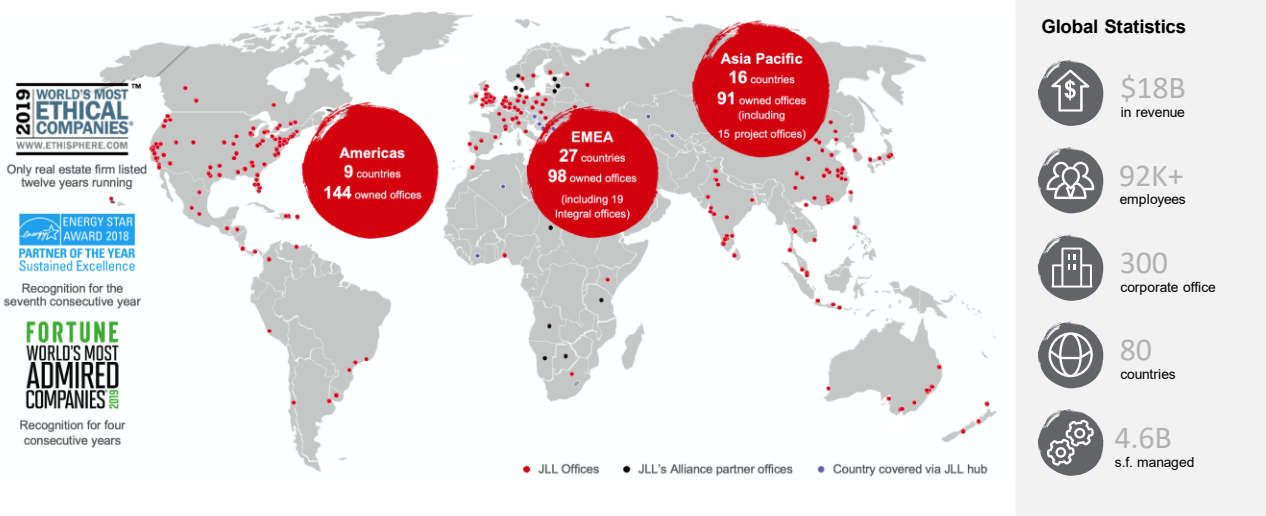 2019
WORLD'S MOST
ETHICAL
COMPANIES®
™
WWW.ETHISPHERE.COM
Only real estate firm listed
twelve years running
ENERGY STAR
AWARD 2018
PARTNER OF THE YEAR
Sustained Excellence
Recognition for the
seventh consecutive year
FORTUNE
WORLD'S MOST
ADMIRED
COMPANIES®
2019
Recognition for four
consecutive years
Americas
9 countries
144 owned offices
EMEA
27 countries
98 owned offices
(including 19
Integral offices)
Asia Pacific
16 countries
91 owned offices
(including
15 project offices)
JLL Offices
JLL's Alliance partner offices
Country covered via JLL hub
Global Statistics
$
$18B
in revenue
92K+
employees
300
corporate office
80
countries
4.6B
s.f. managed